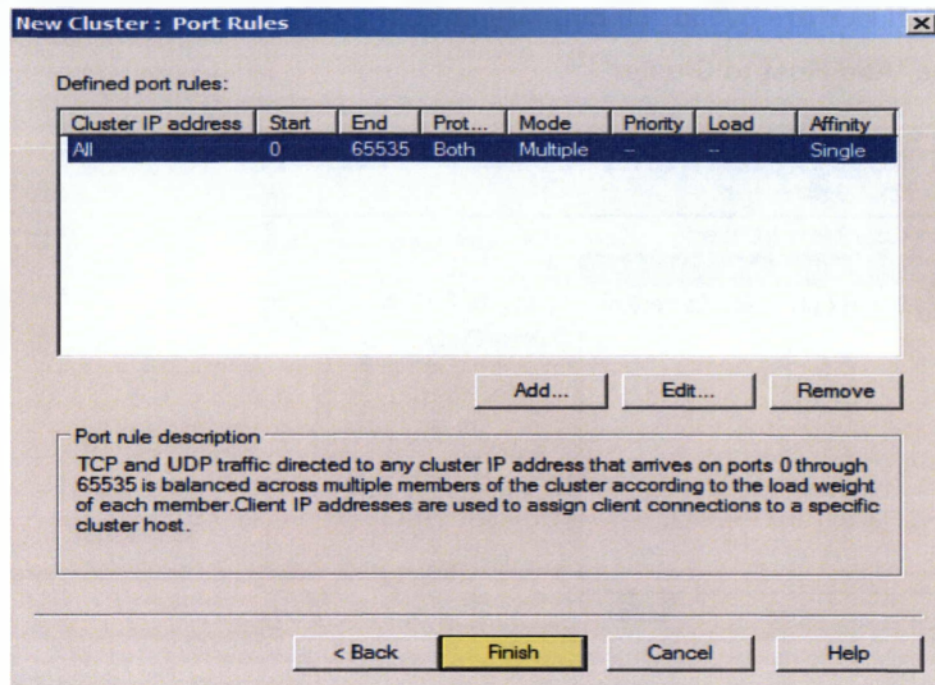 New Cluster : Port Rules
Defined port rules:
Cluster IP address Start End Prot... Mode Priority Load Affinity
All 0 65535 Both Multiple -- -- Single
Add... Edit... Remove
Port rule description
TCP and UDP traffic directed to any cluster IP address that arrives on ports 0 through
65535 is balanced across multiple members of the cluster according to the load weight
of each member.Client IP addresses are used to assign client connections to a specific
cluster host.
< Back Finish Cancel Help